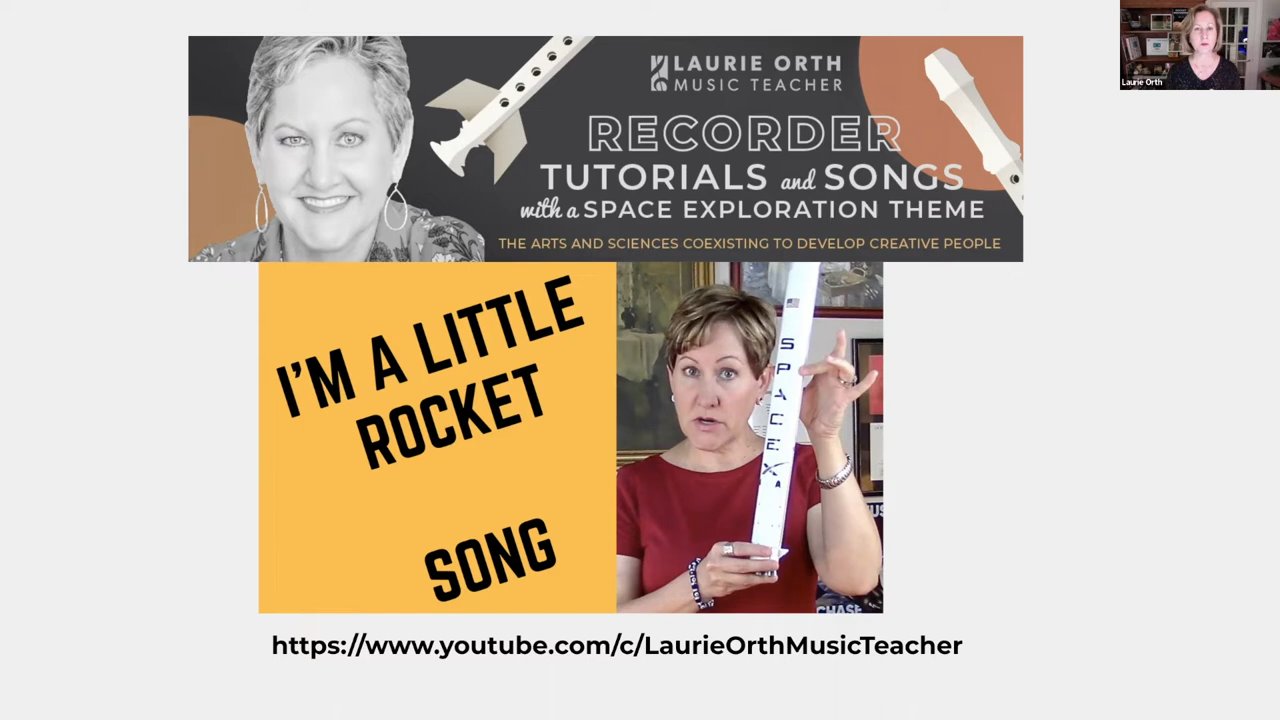 LAURIE ORTH
MUSIC TEACHER
RECORDER
TUTORIALS and SONGS
with a SPACE EXPLORATION THEME
THE ARTS AND SCIENCES COEXISTING TO DEVELOP CREATIVE PEOPLE
Laurie Orth
I'M A LITTLE
ROCKET
SONG
SPACEX
CHASE
https://www.youtube.com/c/LaurieOrthMusicTeacher